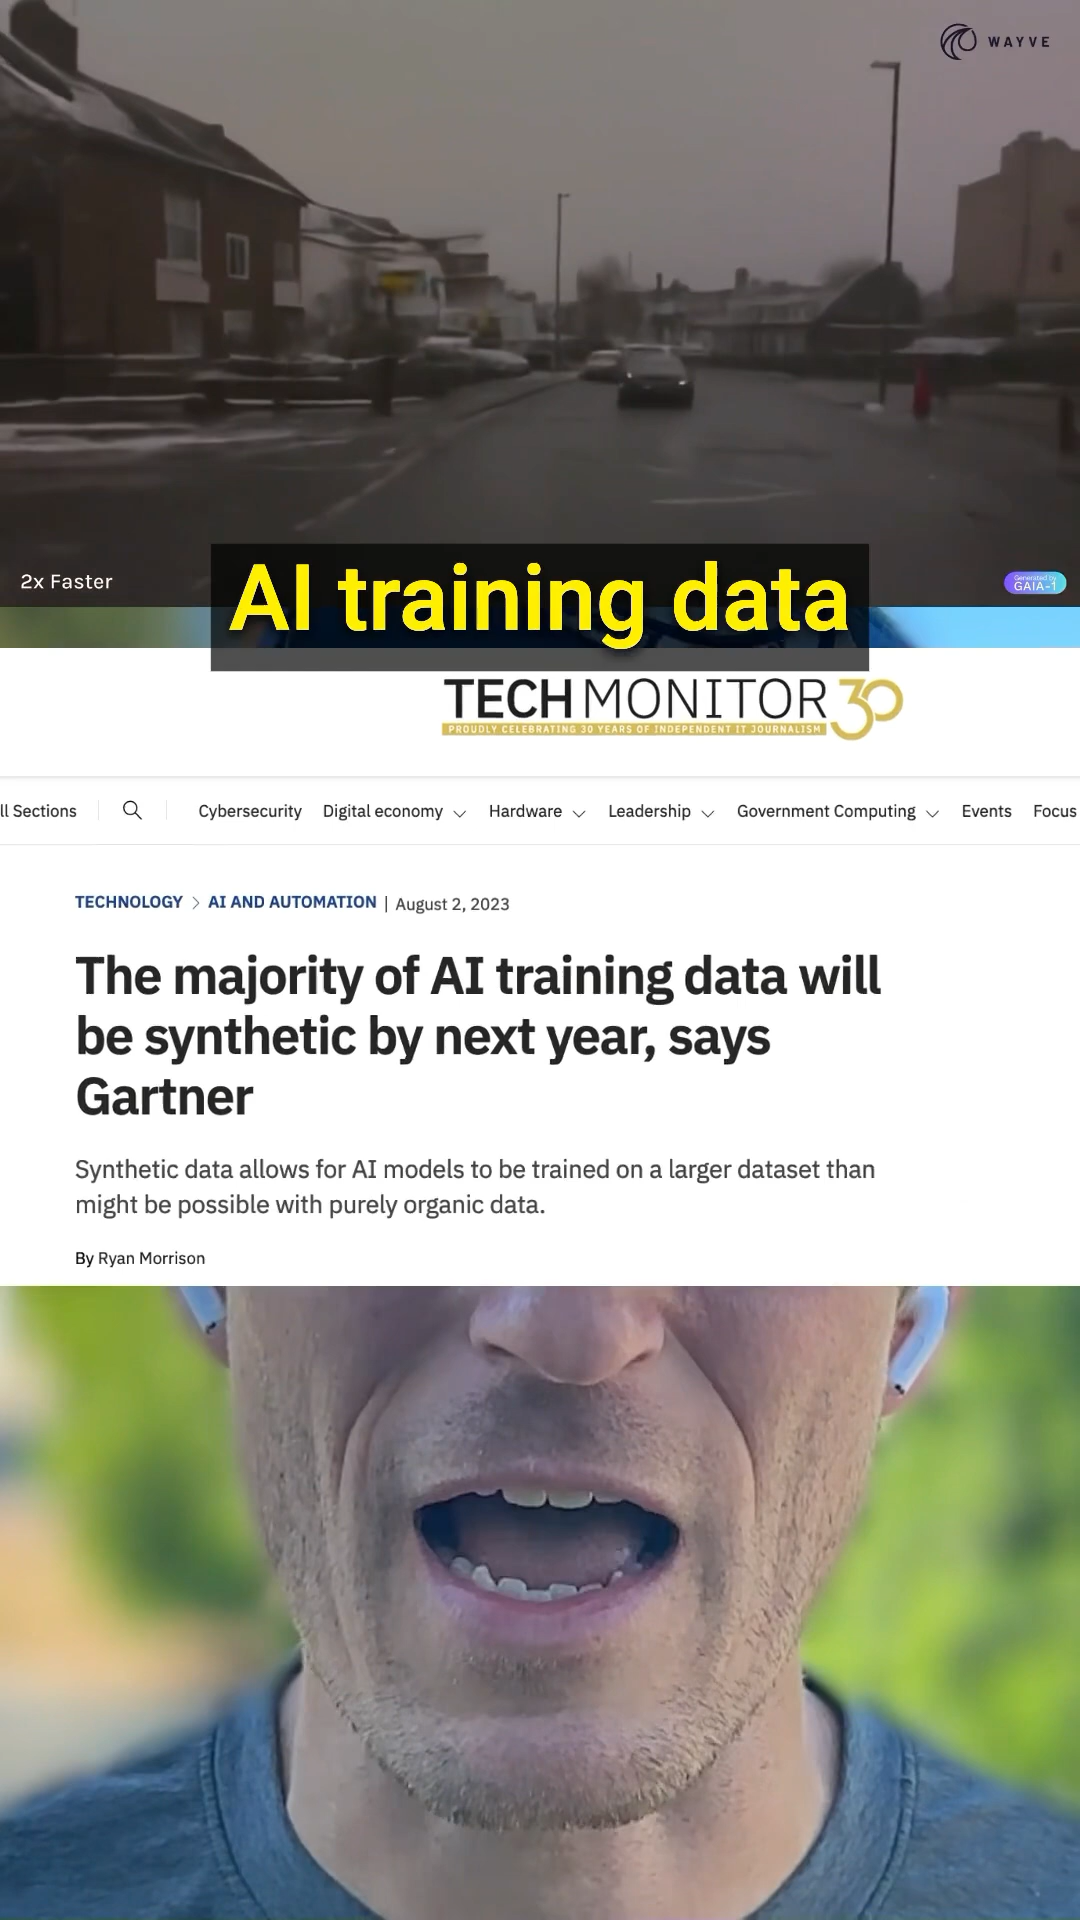 WAYVE
2x Faster
Generated by
GAIA-1
AI training data
TECHMONITOR 30
PROUDLY CELEBRATING 30 YEARS OF INDEPENDENT IT JOURNALISM
ll Sections Cybersecurity Digital economy Hardware Leadership Government Computing Events Focus
TECHNOLOGY > AI AND AUTOMATION | August 2, 2023
The majority of AI training data will
be synthetic by next year, says
Gartner
Synthetic data allows for AI models to be trained on a larger dataset than
might be possible with purely organic data.
By Ryan Morrison